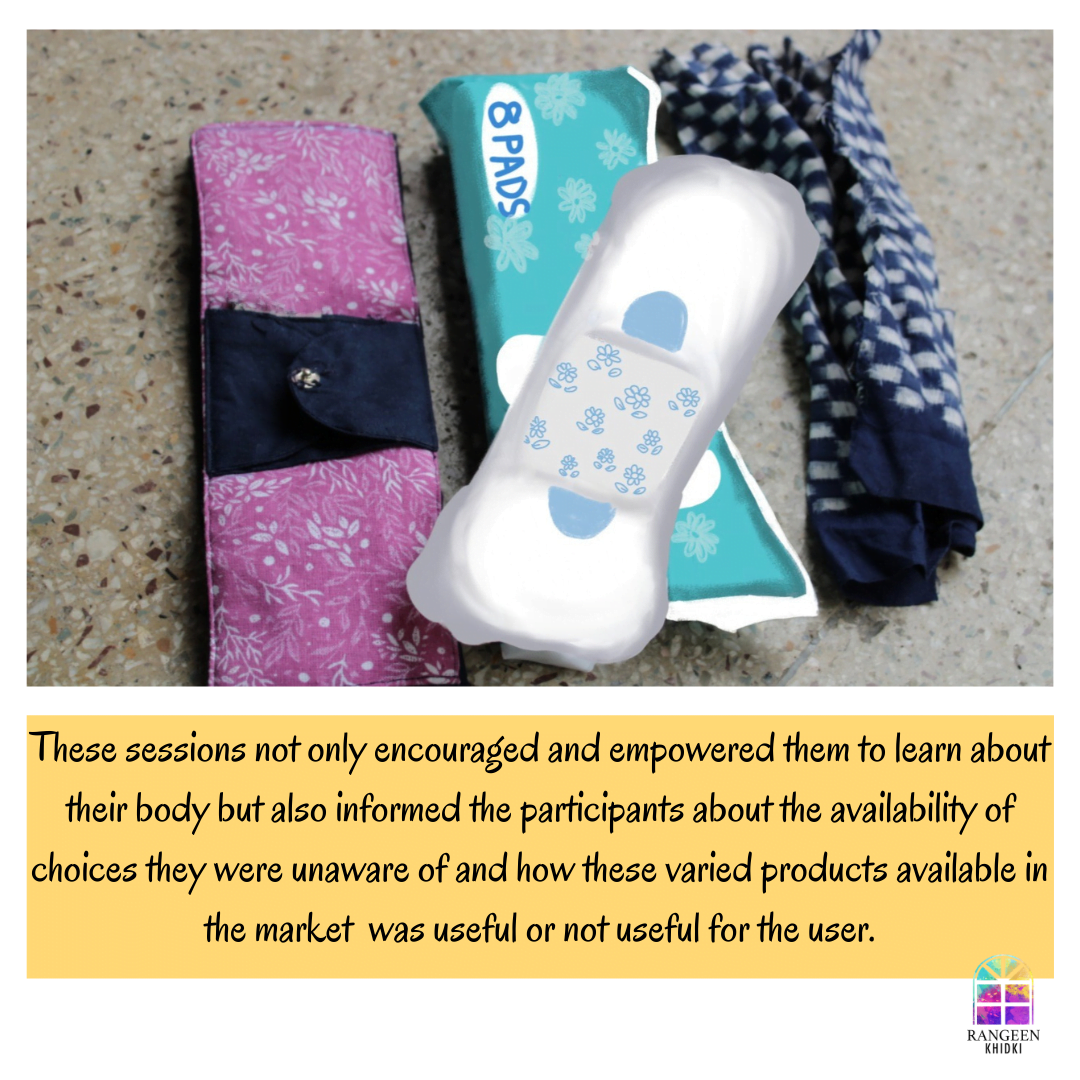 8 PADS
These sessions not only encouraged and empowered them to learn about
their body but also informed the participants about the availability of
choices they were unaware of and how these varied products available in
the market was useful or not useful for the user.
RANGEEN
KHIDKI